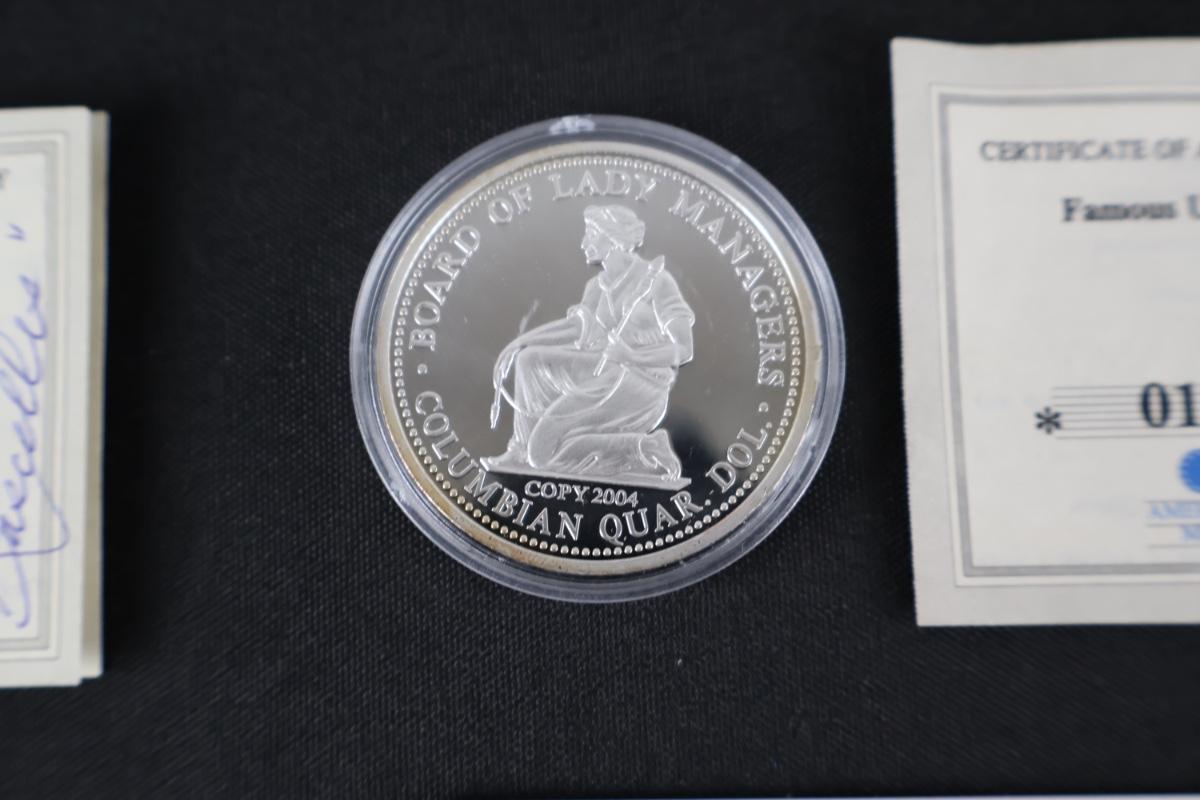 BOARD OF LADY MANAGERS
COLUMBIAN QUAR. DOL.
COPY 2004
CERTIFICATE OF
Famous
* 01